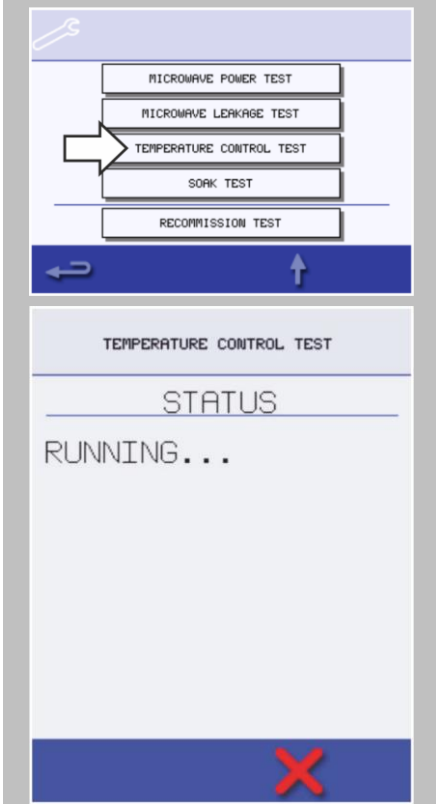 MICROWAVE POWER TEST
MICROWAVE LEAKAGE TEST
TEMPERATURE CONTROL TEST
SOAK TEST
RECOMMISSION TEST
TEMPERATURE CONTROL TEST
STATUS
RUNNING...